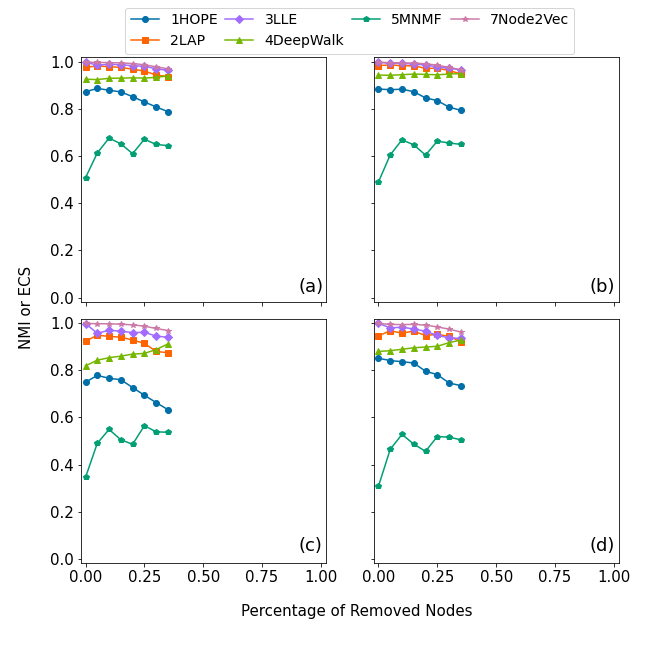 1HOPE 3LLE 5MNMF 7Node2Vec
2LAP 4DeepWalk
1.0
0.8
0.6
0.4
0.2
0.0
(a) (b)
NMI or ECS
1.0
0.8
0.6
0.4
0.2
0.0
(c) (d)
0.00 0.25 0.50 0.75 1.00 0.00 0.25 0.50 0.75 1.00
Percentage of Removed Nodes